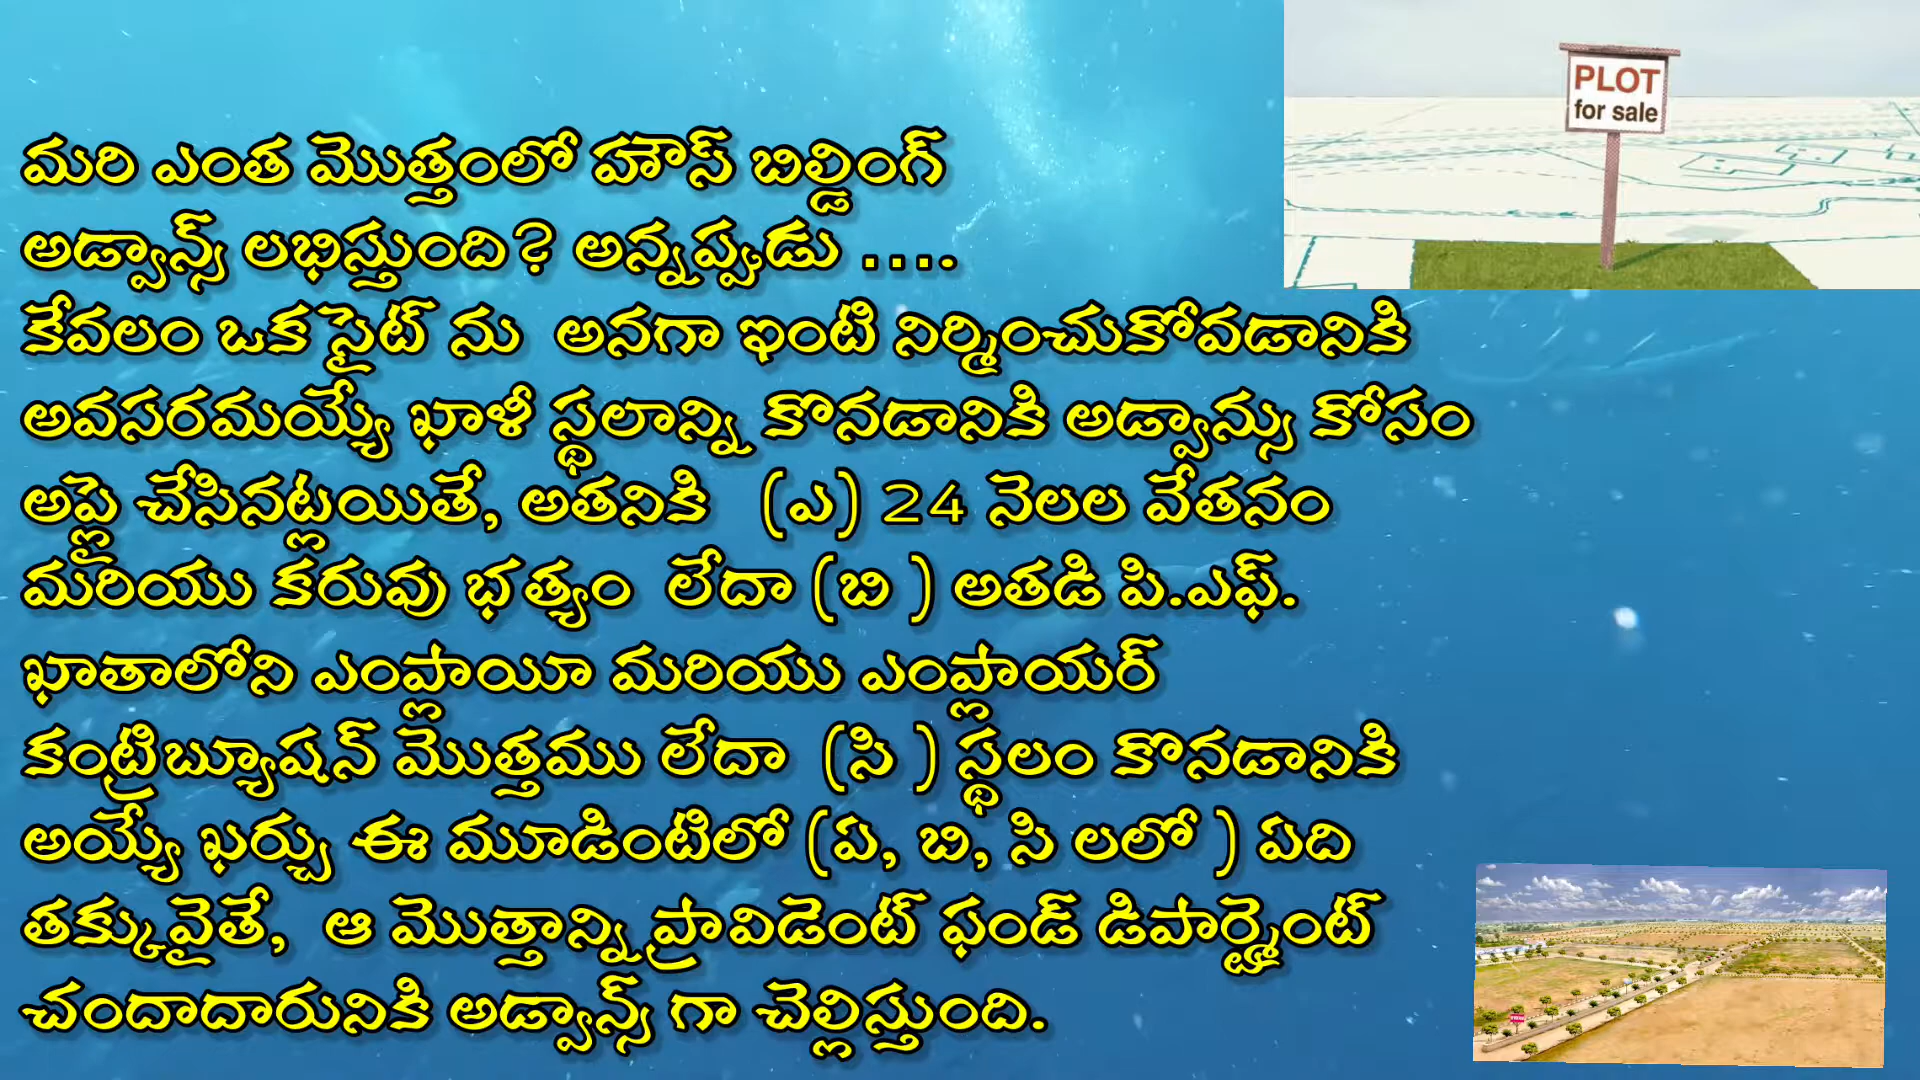 PLOT
for sale
మరి ఎంత మొత్తంలో హౌస్ బిల్డింగ్
అడ్వాన్స్ లభిస్తుంది? అన్నప్పుడు ....
కేవలం ఒక సైట్ ను అనగా ఇంటి నిర్మించుకోవడానికి
అవసరమయ్యే ఖాళీ స్థలాన్ని కొనడానికి అడ్వాన్సు కోసం
అప్లై చేసినట్లయితే, అతనికి (ఎ) 24 నెలల వేతనం
మరియు కరువు భత్యం లేదా (బి ) అతడి పి.ఎఫ్.
ఖాతాలోని ఎంప్లాయీ మరియు ఎంప్లాయర్
కంట్రిబ్యూషన్ మొత్తము లేదా (సి ) స్థలం కొనడానికి
అయ్యే ఖర్చు ఈ మూడింటిలో (ఏ, బి, సి లలో ) ఏది
తక్కువైతే, ఆ మొత్తాన్ని ప్రావిడెంట్ ఫండ్ డిపార్ట్మెంట్
చందాదారునికి అడ్వాన్స్ గా చెల్లిస్తుంది.